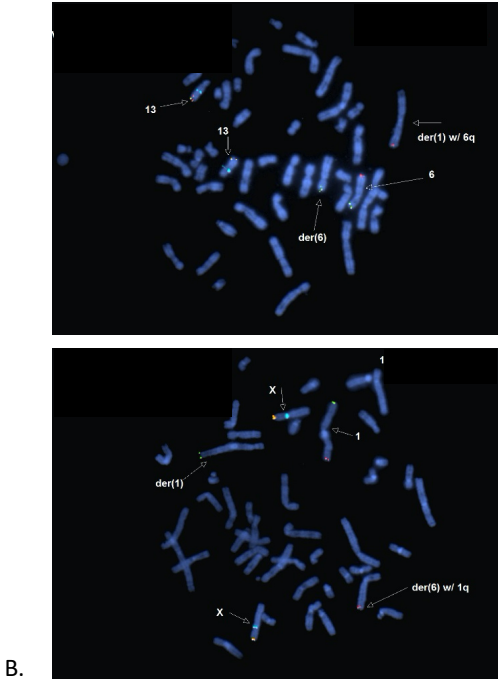 13
13
der(1) w/ 6q
6
der(6)
1
X
1
der(1)
der(6) w/ 1q
X
B.